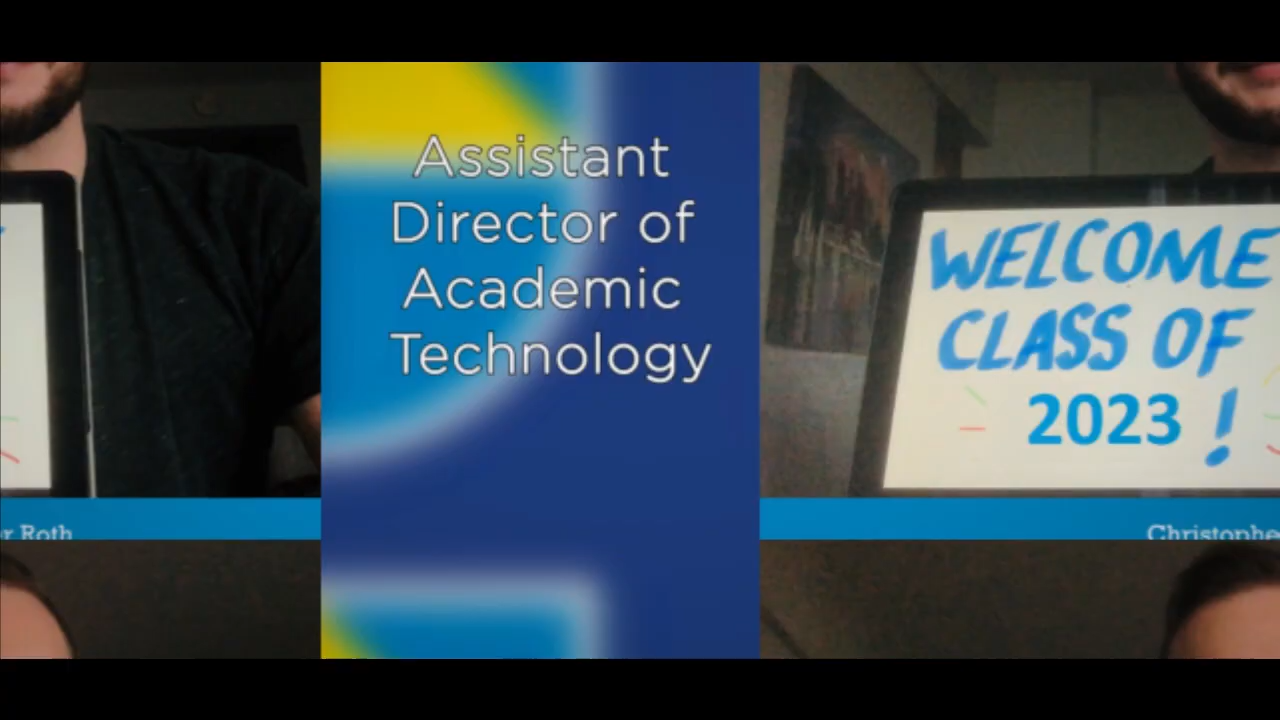 Assistant
Director of
Academic
Technology
WELCOME
CLASS OF
2023 !
Roth
Christophe